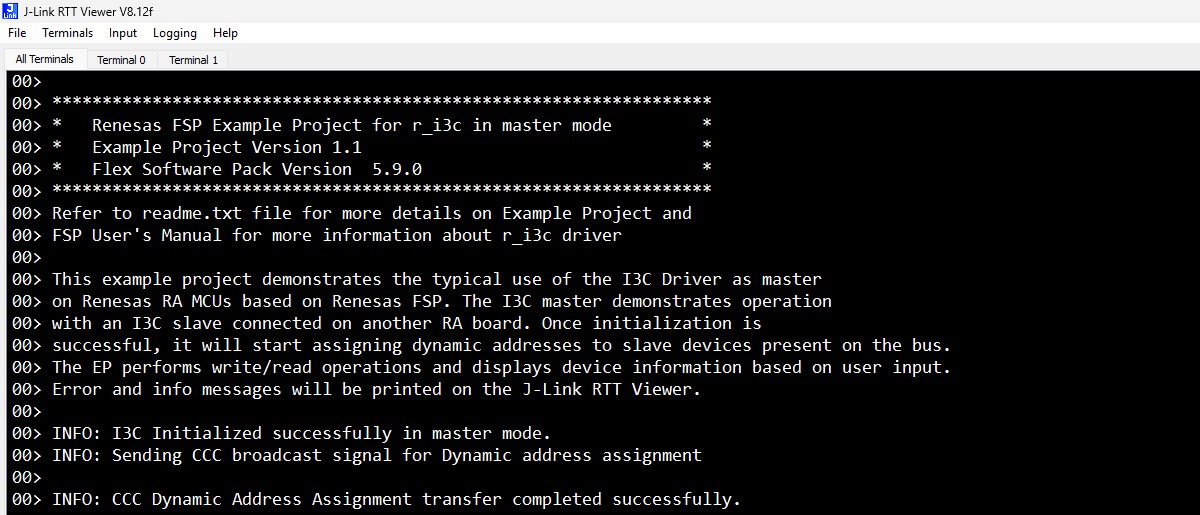 J-Link RTT Viewer V8.12f
File Terminals Input Logging Help
All Terminals Terminal 0 Terminal 1
00>
00> ******************************************************************
00> *   Renesas FSP Example Project for r_i3c in master mode         *
00> *   Example Project Version 1.1                                  *
00> *   Flex Software Pack Version  5.9.0                            *
00> ******************************************************************
00> Refer to readme.txt file for more details on Example Project and
00> FSP User's Manual for more information about r_i3c driver
00>
00> This example project demonstrates the typical use of the I3C Driver as master
00> on Renesas RA MCUs based on Renesas FSP. The I3C master demonstrates operation
00> with an I3C slave connected on another RA board. Once initialization is
00> successful, it will start assigning dynamic addresses to slave devices present on the bus.
00> The EP performs write/read operations and displays device information based on user input.
00> Error and info messages will be printed on the J-Link RTT Viewer.
00>
00> INFO: I3C Initialized successfully in master mode.
00> INFO: Sending CCC broadcast signal for Dynamic address assignment
00>
00> INFO: CCC Dynamic Address Assignment transfer completed successfully.